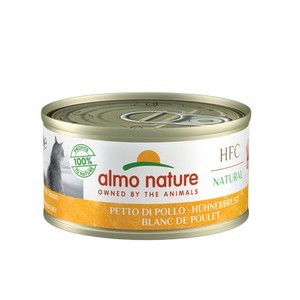 HFC
NATURAL
100%
almo nature
OWNED BY THE ANIMALS
PETTO DI POLLO - HÜHNERBRUST
BLANC DE POULET